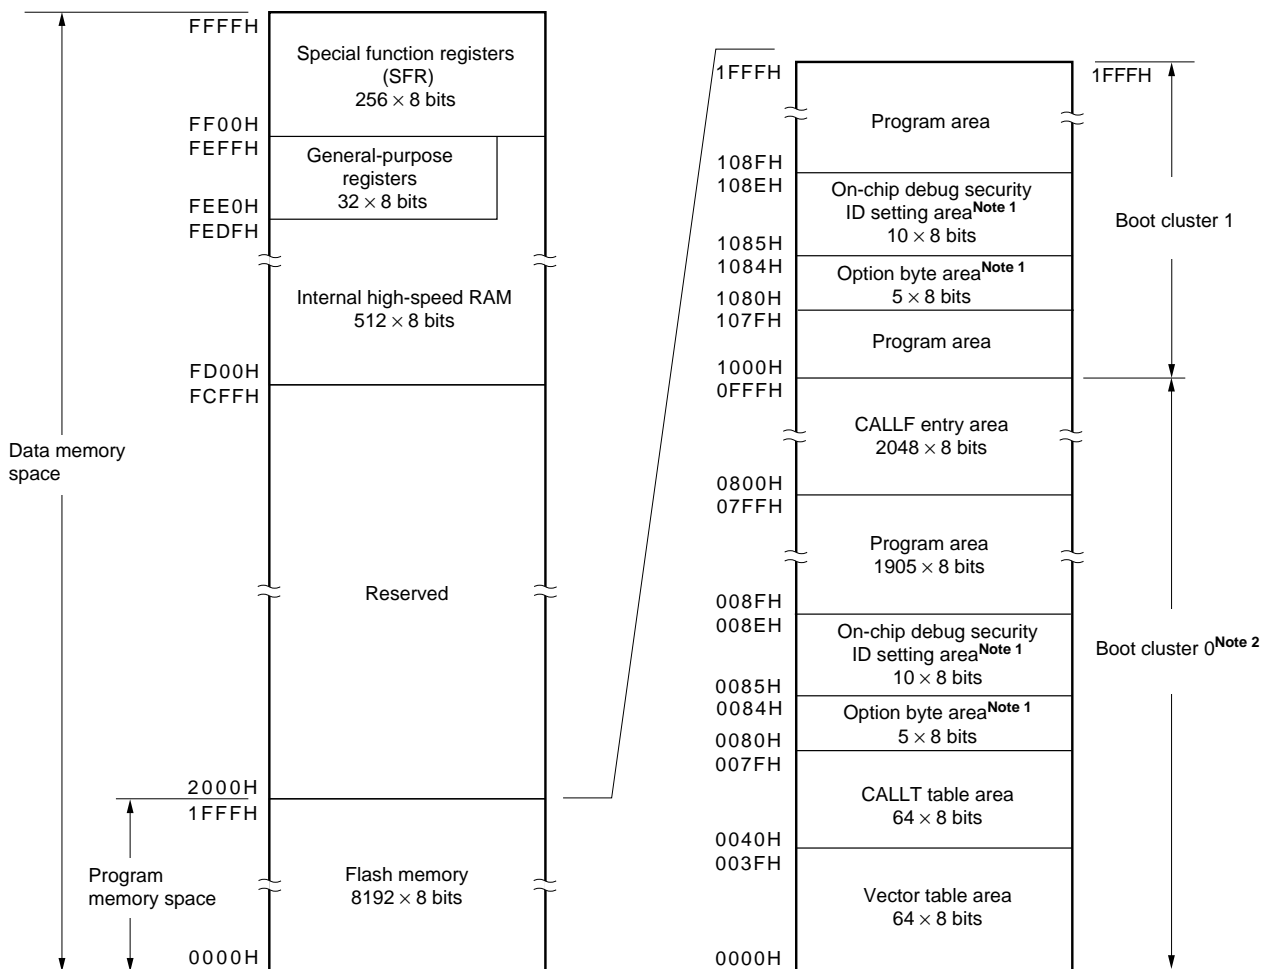 FFFFH
Special function registers
(SFR)
256 × 8 bits
FF00H
FEFFH
General-purpose
registers
32 × 8 bits
FEE0H
FEDFH
Internal high-speed RAM
512 × 8 bits
FD00H
FCFFH
Data memory
space
Reserved
2000H
1FFFH
Program
memory space
Flash memory
8192 × 8 bits
0000H
1FFFH
1FFFH
Program area
108FH
108EH
On-chip debug security
ID setting areaNote 1
10 × 8 bits
Boot cluster 1
1085H
1084H
Option byte areaNote 1
5 × 8 bits
1080H
107FH
Program area
1000H
0FFFH
CALLF entry area
2048 × 8 bits
0800H
07FFH
Program area
1905 × 8 bits
008FH
008EH
On-chip debug security
ID setting areaNote 1
10 × 8 bits
Boot cluster 0Note 2
0085H
0084H
Option byte areaNote 1
5 × 8 bits
0080H
007FH
CALLT table area
64 × 8 bits
0040H
003FH
Vector table area
64 × 8 bits
0000H